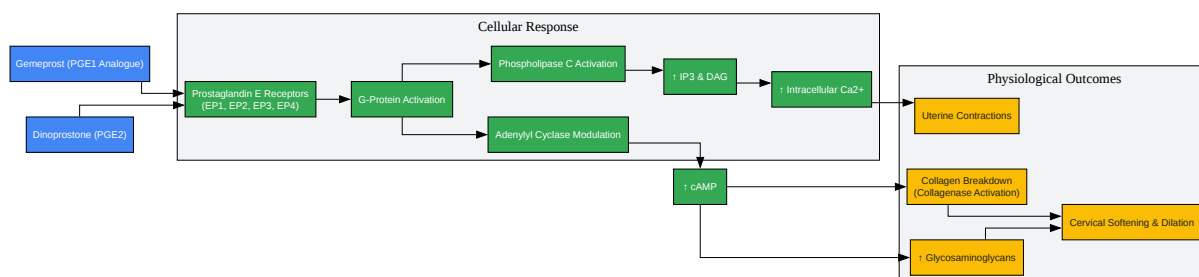 Cellular Response
Gemeprost (PGE1 Analogue)
Dinoprostone (PGE2)
Prostaglandin E Receptors
(EP1, EP2, EP3, EP4)
G-Protein Activation
Phospholipase C Activation
↑ IP3 & DAG
↑ Intracellular Ca2+
Adenylyl Cyclase Modulation
↑ cAMP
Physiological Outcomes
Uterine Contractions
Collagen Breakdown
(Collagenase Activation)
Cervical Softening & Dilation
↑ Glycosaminoglycans